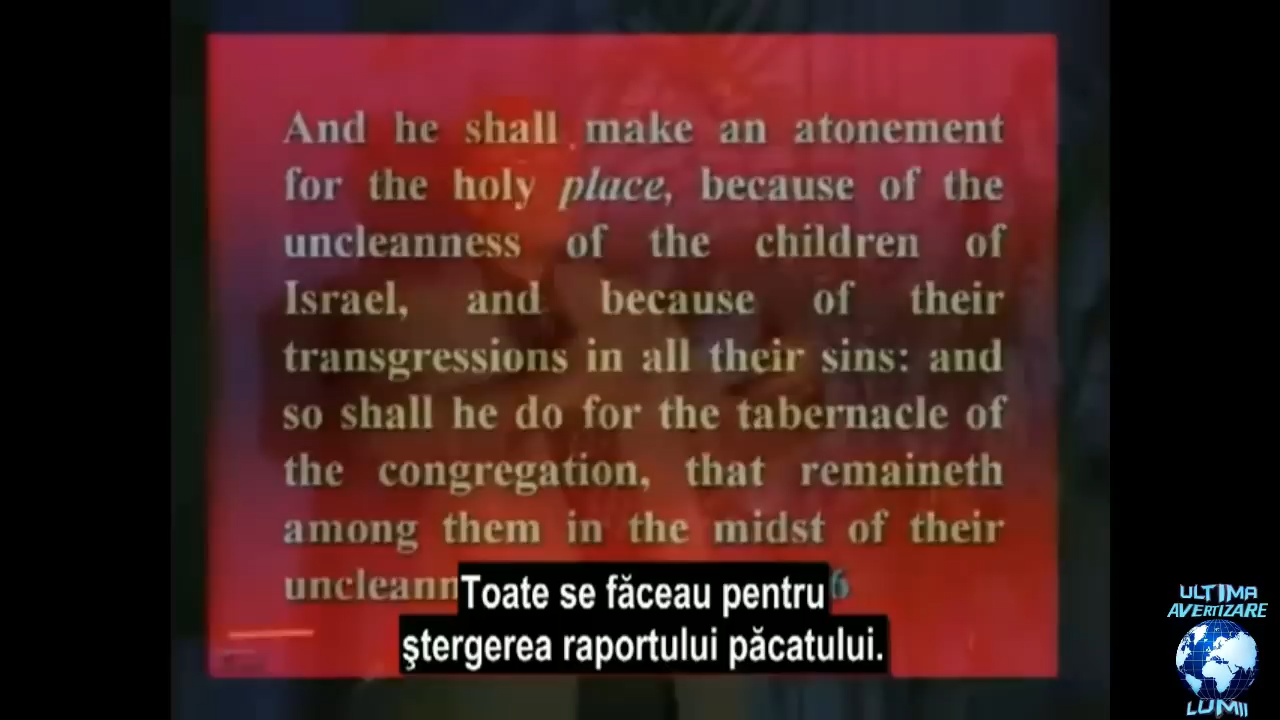 And he shall make an atonement
for the holy place, because of the
uncleanness of the children of
Israel, and because of their
transgressions in all their sins: and
so shall he do for the tabernacle of
the congregation, that remaineth
among them in the midst of their
6
Toate se făceau pentru
ştergerea raportului păcatului.
ULTIMA
AVERTIZARE
LUMII